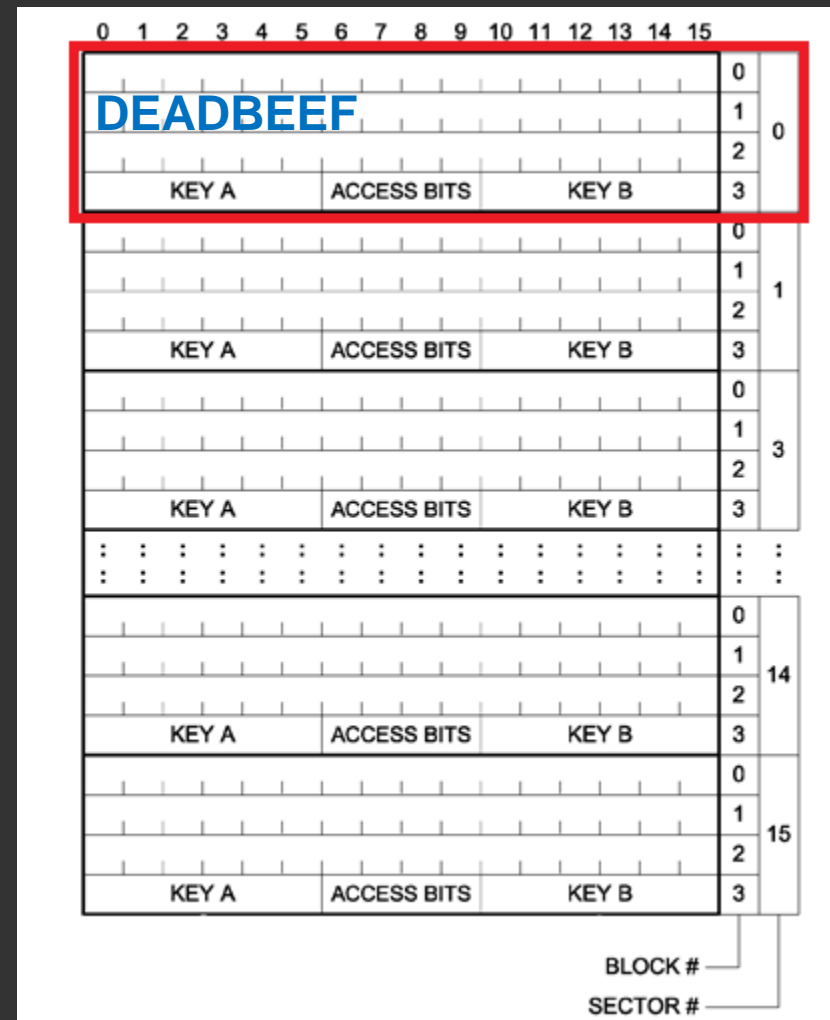 0 1 2 3 4 5 6 7 8 9 10 11 12 13 14 15
0
DEADBEEF 1
0
2
KEY A ACCESS BITS KEY B 3
0
1
1
2
KEY A ACCESS BITS KEY B 3
0
1
3
2
KEY A ACCESS BITS KEY B 3
: : : : : : : : : : : : : : : : : :
: : : : : : : : : : : : : : : : : :
0
1
14
2
KEY A ACCESS BITS KEY B 3
0
1
15
2
KEY A ACCESS BITS KEY B 3
BLOCK #
SECTOR #